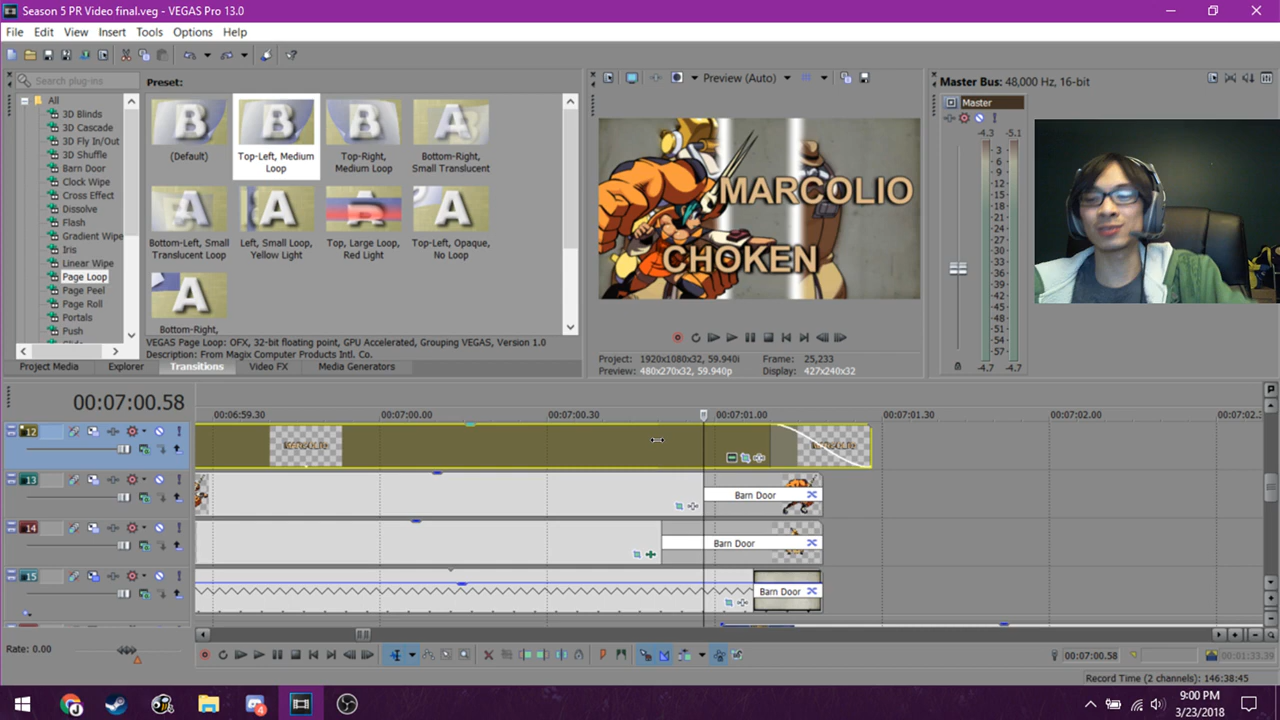 Season 5 PR Video final.veg - VEGAS Pro 13.0
File Edit View Insert Tools Options Help
Search plug-ins
All
3D Blinds
3D Cascade
3D Fly In/Out
3D Shuffle
Barn Door
Clock Wipe
Cross Effect
Dissolve
Flash
Gradient Wipe
Iris
Linear Wipe
Page Loop
Page Peel
Page Roll
Portals
Push
Preset:
(Default)
Top-Left, Medium Loop
Top-Right, Medium Loop
Bottom-Right, Small Translucent
Bottom-Left, Small Translucent Loop
Left, Small Loop, Yellow Light
Top, Large Loop, Red Light
Top-Left, Opaque, No Loop
Bottom-Right,
VEGAS Page Loop: OFX, 32-bit floating point, GPU Accelerated, Grouping VEGAS, Version 1.0
Description: From Magix Computer Products Intl. Co.
Project Media Explorer Transitions Video FX Media Generators
Preview (Auto)
MARCOLIO
CHOKEN
Project: 1920x1080x32, 59.940i Frame: 25,233
Preview: 480x270x32, 59.940p Display: 427x240x32
Master Bus: 48,000 Hz, 16-bit
Master
-4.3 -5.1
3
6
9
12
15
18
21
24
27
30
33
36
39
42
45
48
51
54
57
-4.7 -4.7
00:07:00.58
00:06:59.30 00:07:00.00 00:07:00.30 00:07:01.00 00:07:01.30 00:07:02.00 00:07:02.
12
13
Barn Door
14
Barn Door
15
Barn Door
Rate: 0.00
00:07:00.58
00:01:33.39
Record Time (2 channels): 146:38:45
4
9:00 PM
3/23/2018